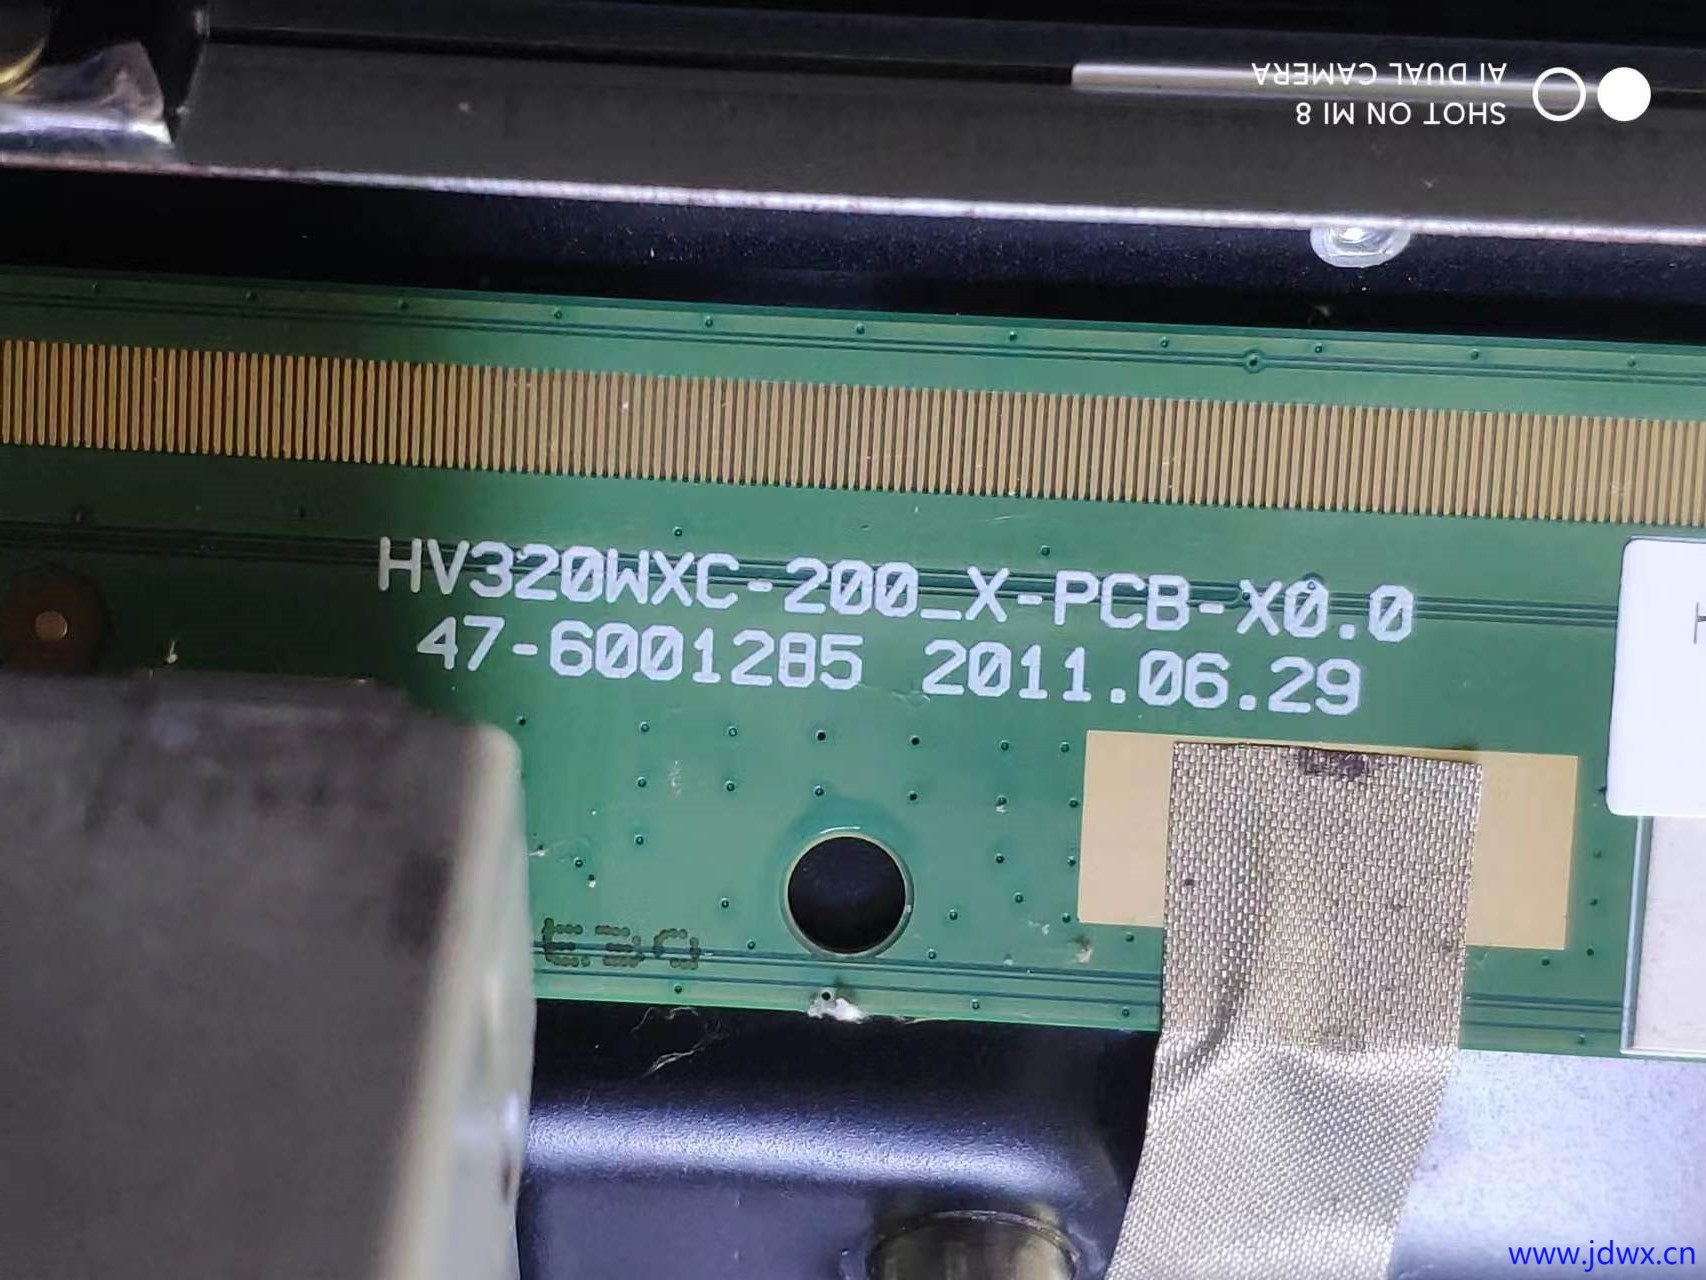 SHOT ON MI 8
AI DUAL CAMERA
HV320WXC-200_X-PCB-X0.0
47-6001285 2011.06.29
www.jdwx.cn